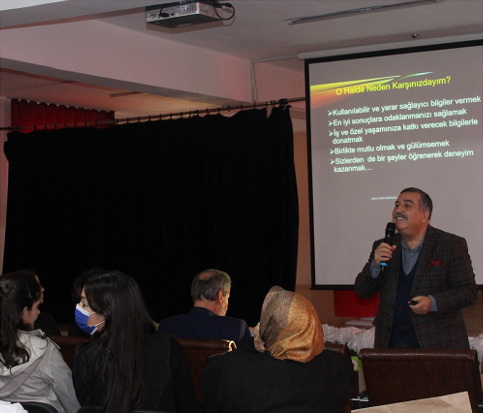 O Halde Neden Karşınızdayım?
➢Kullanılabilir ve yarar sağlayıcı bilgiler vermek
➢En iyi sonuçlara odaklanmanızı sağlamak
➢İş ve özel yaşamınıza katkı verecek bilgilerle
donatmak
➢Birlikte mutlu olmak ve gülümsemek
➢Sizlerden de bir şeyler öğrenerek deneyim
kazanmak…